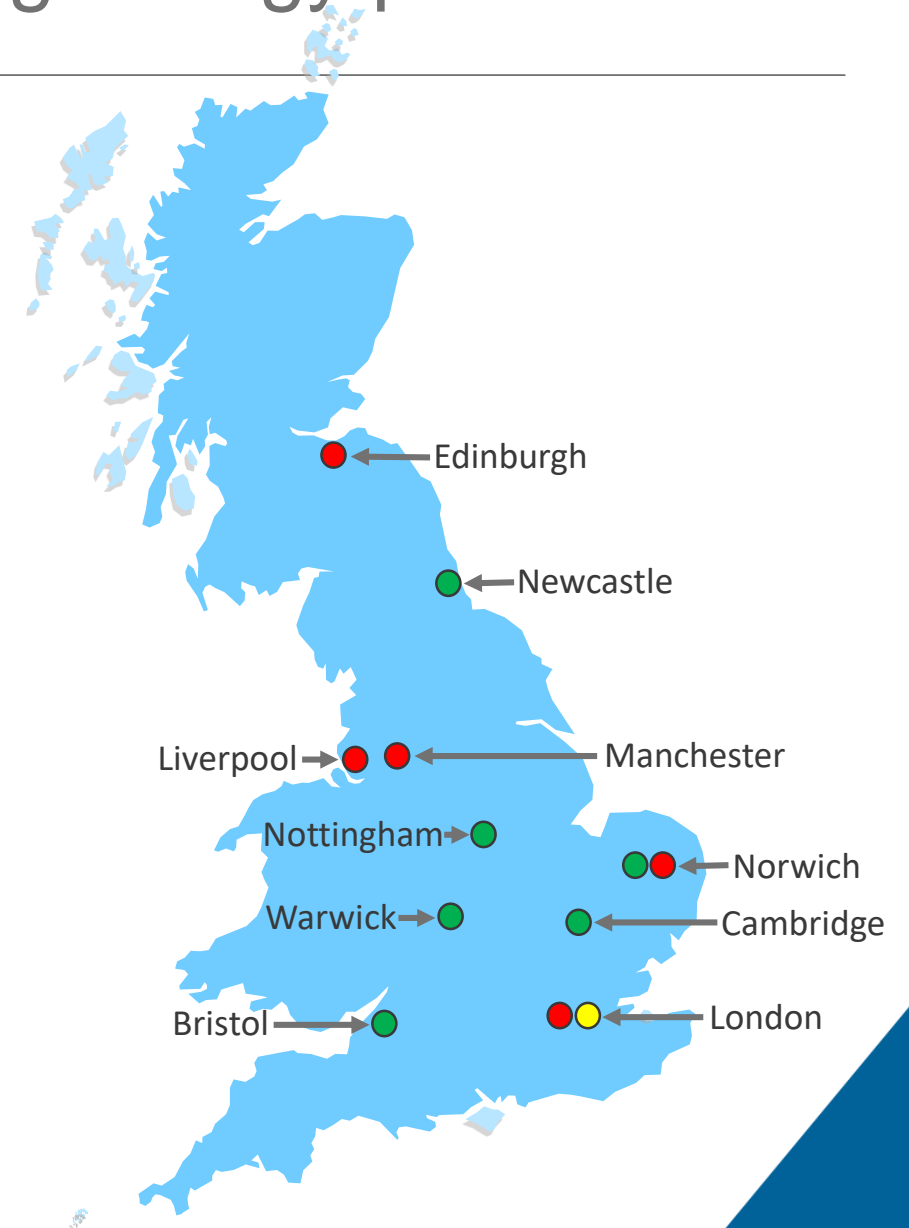 Edinburgh
Newcastle
Liverpool
Manchester
Nottingham
Norwich
Warwick
Cambridge
Bristol
London